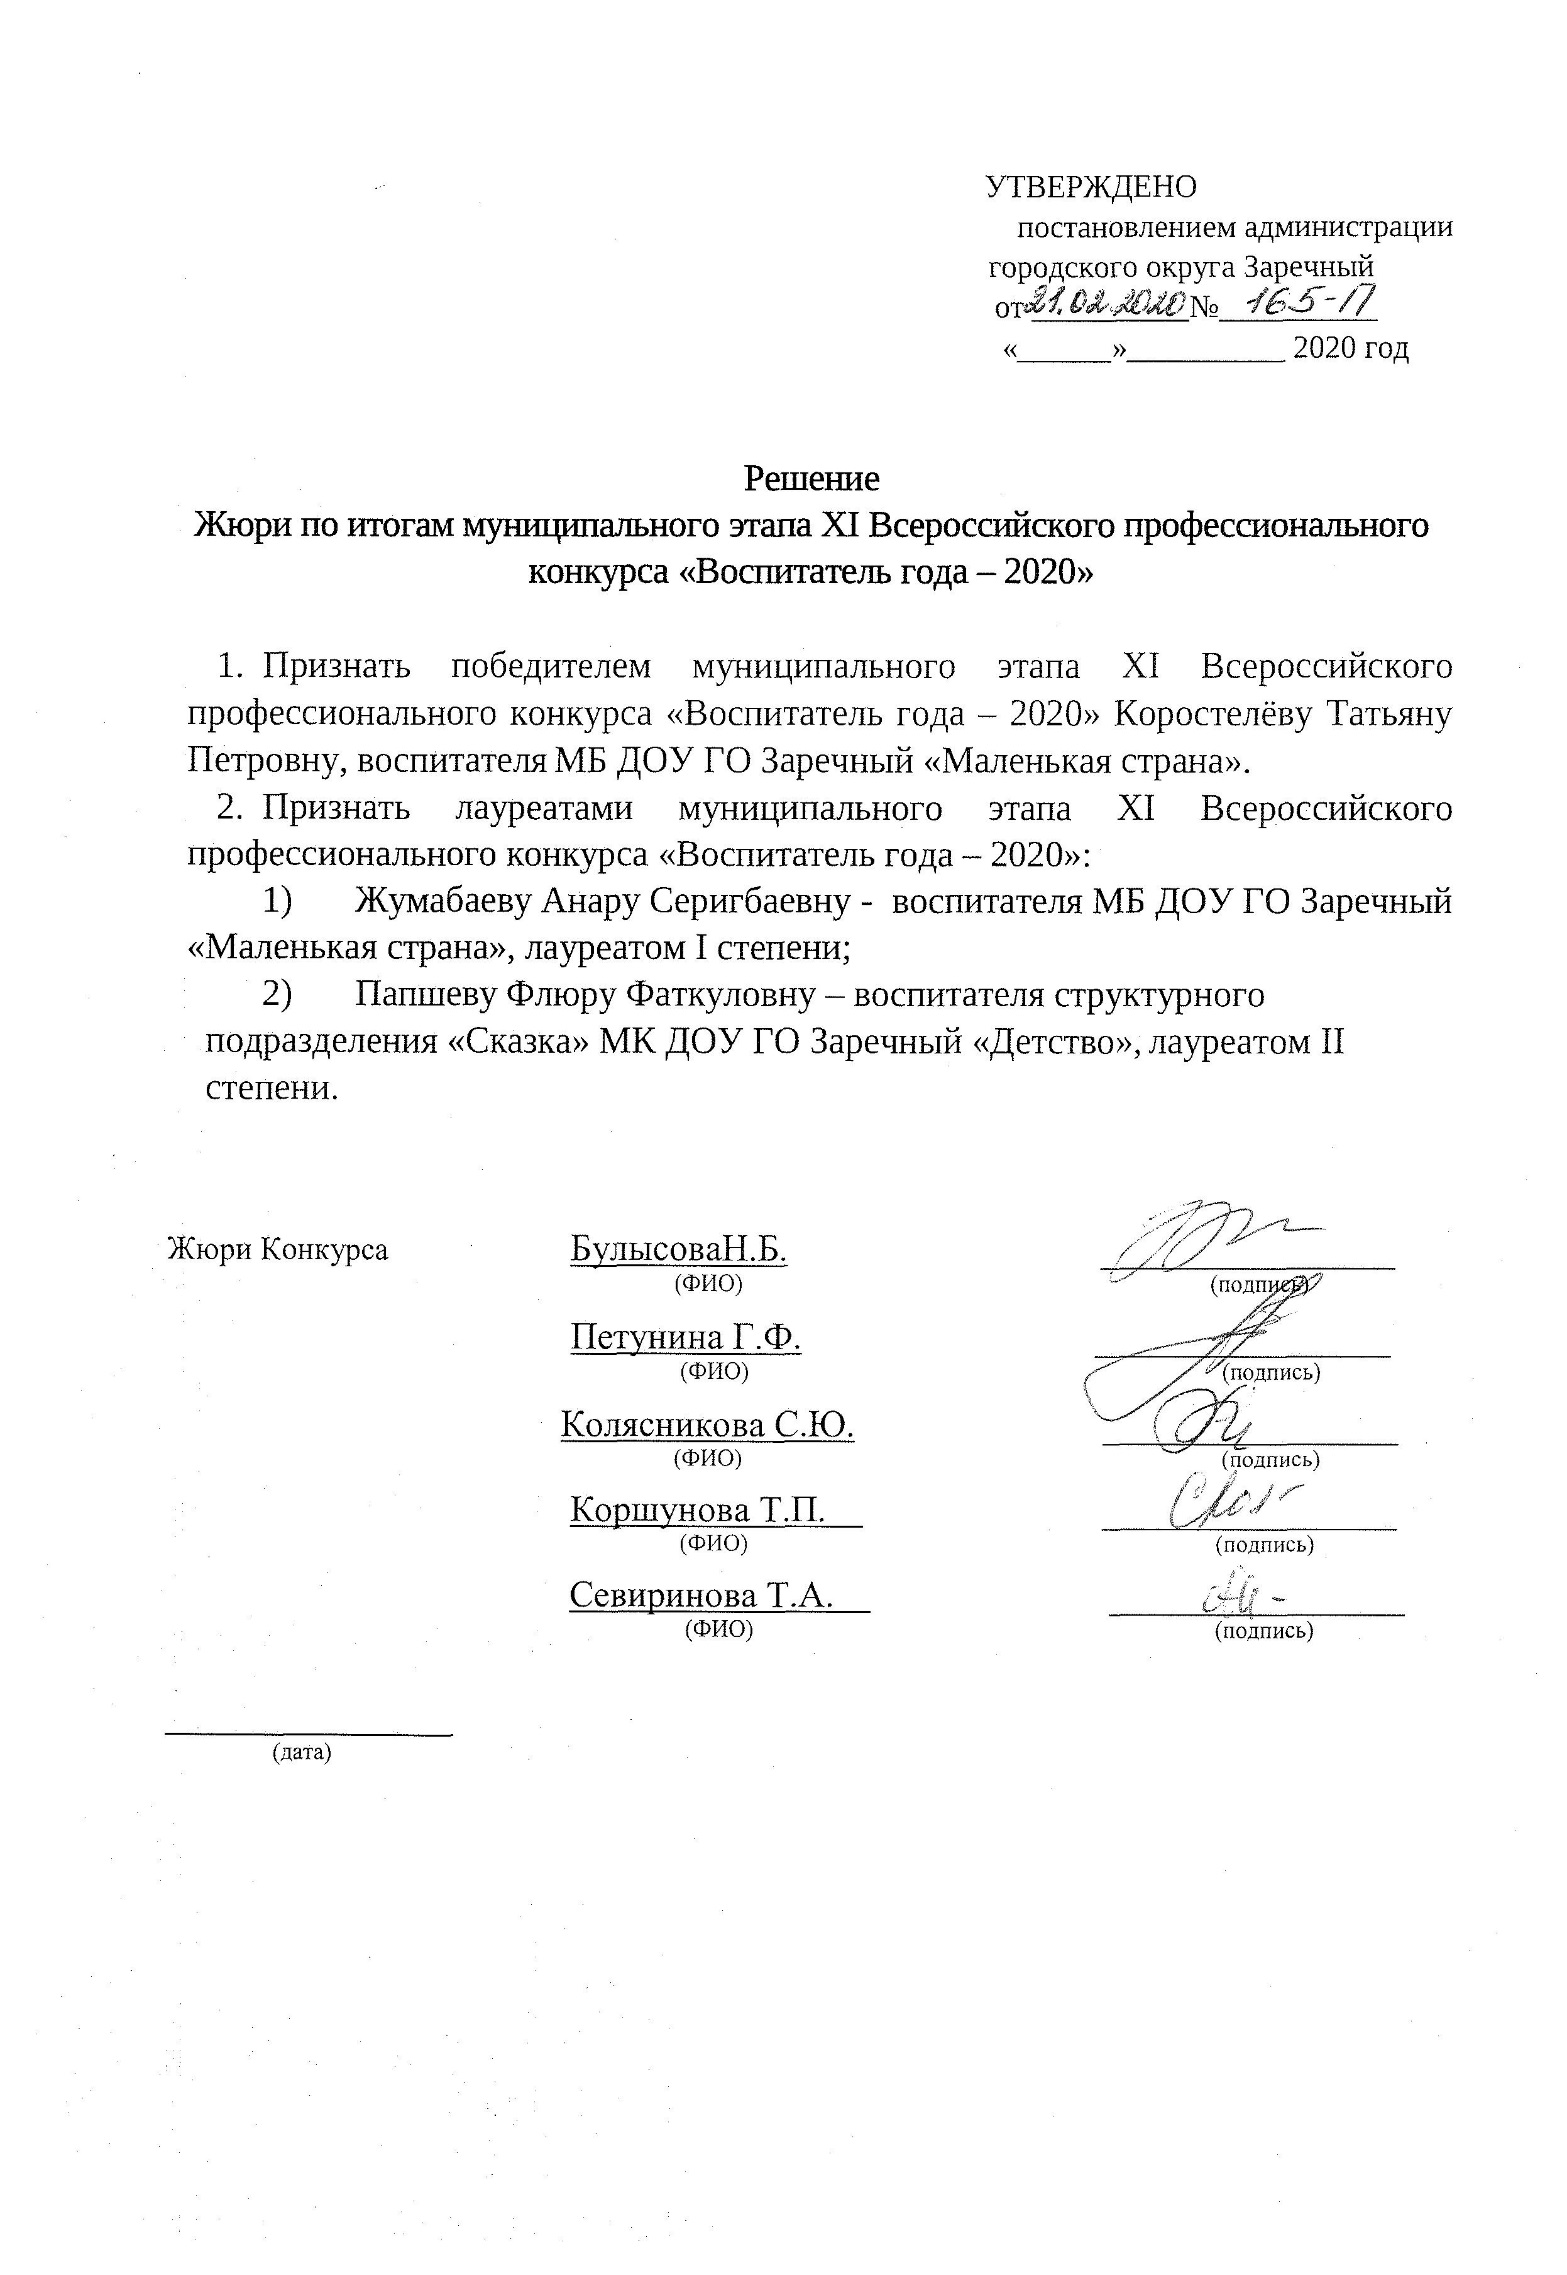 УТВЕРЖДЕНО
постановлением администрации
городского округа Заречный
от 21.02.2020 № 165-П
«______»__________ 2020 год
Решение
Жюри по итогам муниципального этапа XI Всероссийского профессионального
конкурса «Воспитатель года – 2020»
1. Признать победителем муниципального этапа XI Всероссийского
профессионального конкурса «Воспитатель года – 2020» Коростелёву Татьяну
Петровну, воспитателя МБ ДОУ ГО Заречный «Маленькая страна».
2. Признать лауреатами муниципального этапа XI Всероссийского
профессионального конкурса «Воспитатель года – 2020»:
1) Жумабаеву Анару Серигбаевну - воспитателя МБ ДОУ ГО Заречный
«Маленькая страна», лауреатом I степени;
2) Папшеву Флюру Фаткуловну – воспитателя структурного
подразделения «Сказка» МК ДОУ ГО Заречный «Детство», лауреатом II
степени.
Жюри Конкурса БулысоваН.Б.
(ФИО) (подпись)
Петунина Г.Ф.
(ФИО) (подпись)
Колясникова С.Ю.
(ФИО) (подпись)
Коршунова Т.П.
(ФИО) (подпись)
Севиринова Т.А.
(ФИО) (подпись)
(дата)